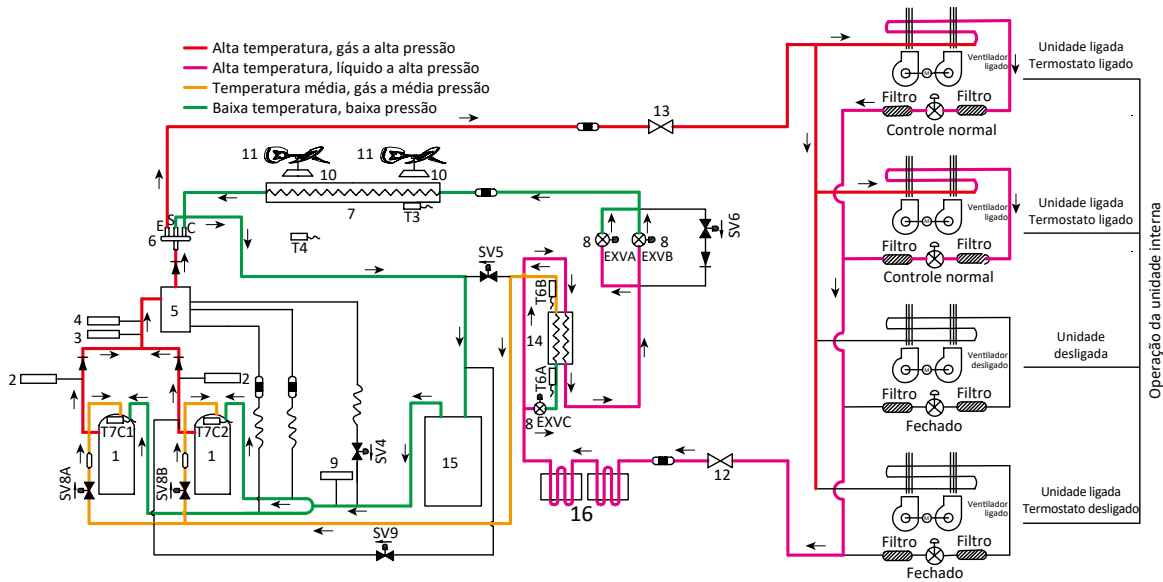 Alta temperatura, gás a alta pressão
Alta temperatura, líquido a alta pressão
Temperatura média, gás a média pressão
Baixa temperatura, baixa pressão
13
11
11
10
10
7
T3
E
S
C
6
T4
SV5
8
8
EXVA
EXVB
SV6
T6B
14
T6A
8
EXVC
5
4
3
2
2
T7C1
T7C2
1
1
SV8A
SV8B
9
SV4
15
SV9
16
12
M
Ventilador
ligado
Filtro
Filtro
Controle normal
Unidade ligada
Termostato ligado
M
Ventilador
ligado
Filtro
Filtro
Controle normal
Unidade ligada
Termostato ligado
M
Ventilador
desligado
Filtro
Filtro
Fechado
Unidade
desligada
M
Ventilador
ligado
Filtro
Filtro
Fechado
Unidade ligada
Termostato desligado
Operação da unidade interna